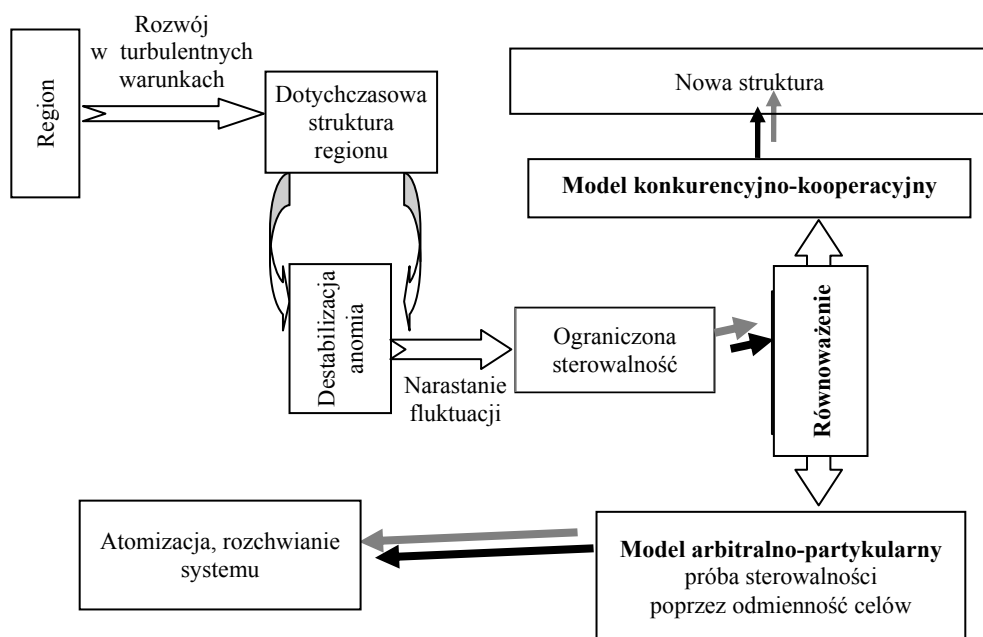 Region
Rozwój
w turbulentnych
warunkach
Dotychczasowa
struktura
regionu
Nowa struktura
Model konkurencyjno-kooperacyjny
Destabilizacja
anomia
Narastanie
fluktuacji
Ograniczona
sterowalność
Równoważenie
Atomizacja, rozchwianie
systemu
Model arbitralno-partykularny
próba sterowalności
poprzez odmienność celów